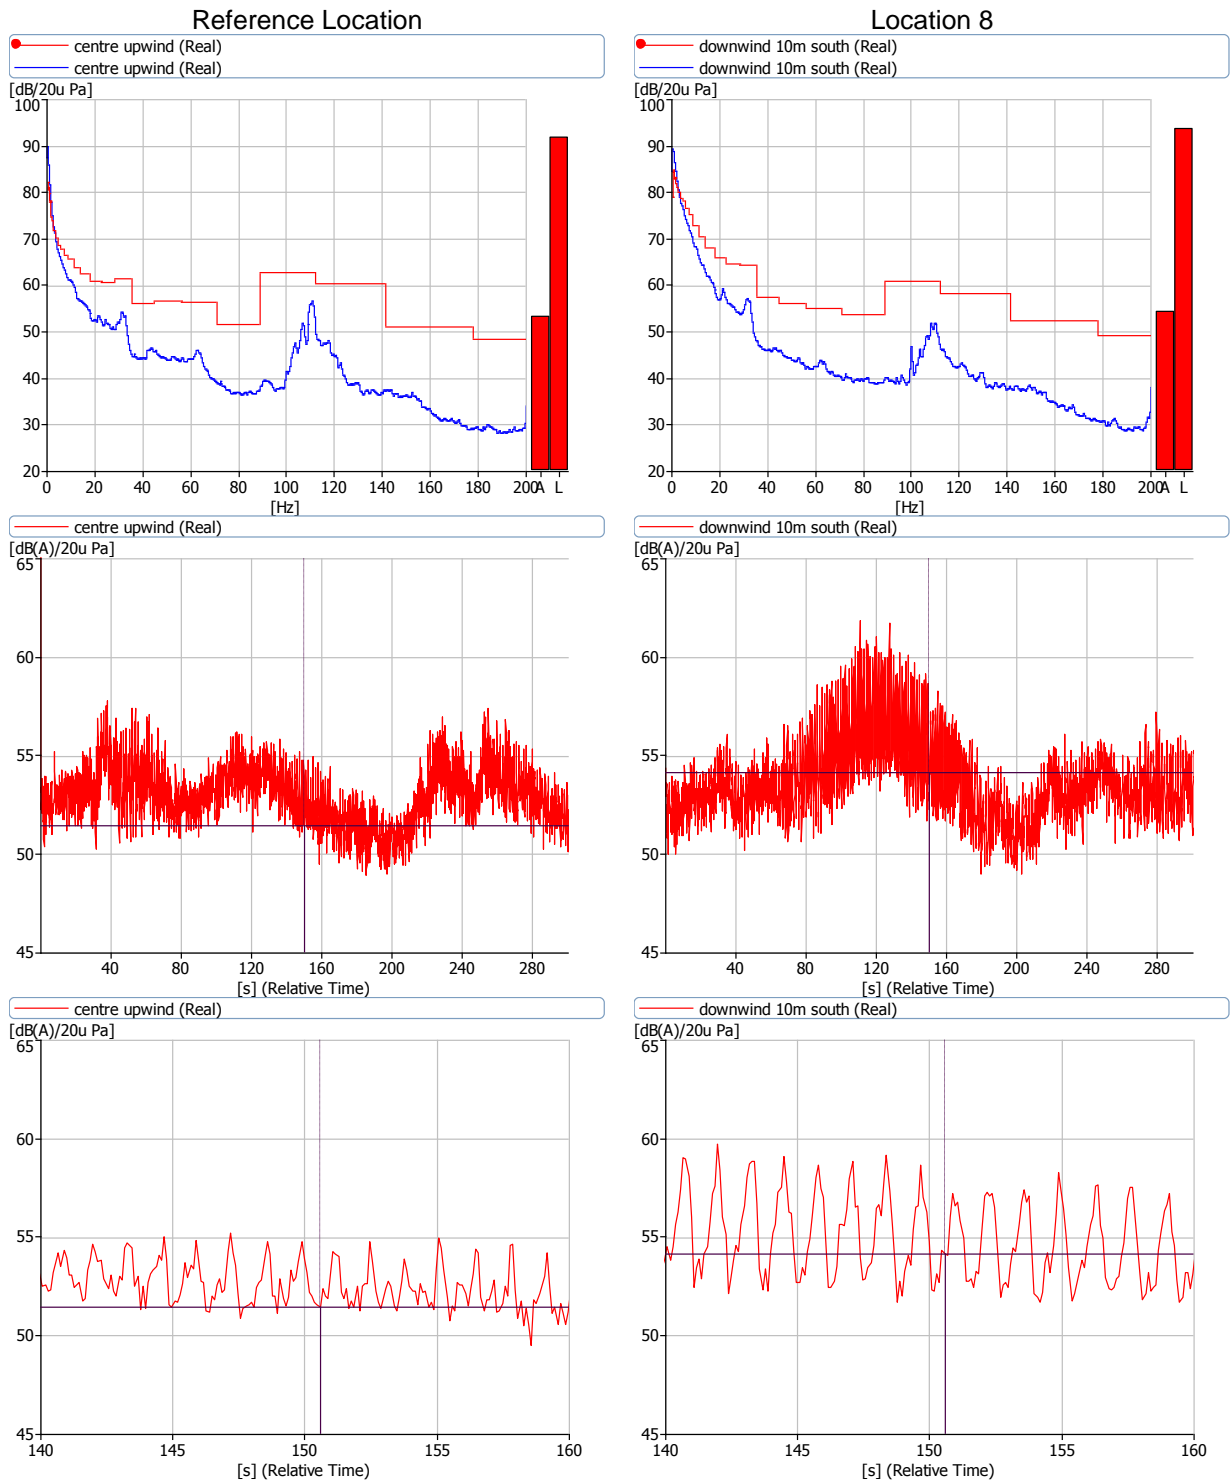 Reference Location
centre upwind (Real)
centre upwind (Real)
[dB/20u Pa]
100
90
80
70
60
50
40
30
20
0 20 40 60 80 100 120 140 160 180 200 A L
[Hz]
centre upwind (Real)
[dB(A)/20u Pa]
65
60
55
50
45
40 80 120 160 200 240 280
[s] (Relative Time)
centre upwind (Real)
[dB(A)/20u Pa]
65
60
55
50
45
140 145 150 155 160
[s] (Relative Time)
Location 8
downwind 10m south (Real)
downwind 10m south (Real)
[dB/20u Pa]
100
90
80
70
60
50
40
30
20
0 20 40 60 80 100 120 140 160 180 200 A L
[Hz]
downwind 10m south (Real)
[dB(A)/20u Pa]
65
60
55
50
45
40 80 120 160 200 240 280
[s] (Relative Time)
downwind 10m south (Real)
[dB(A)/20u Pa]
65
60
55
50
45
140 145 150 155 160
[s] (Relative Time)